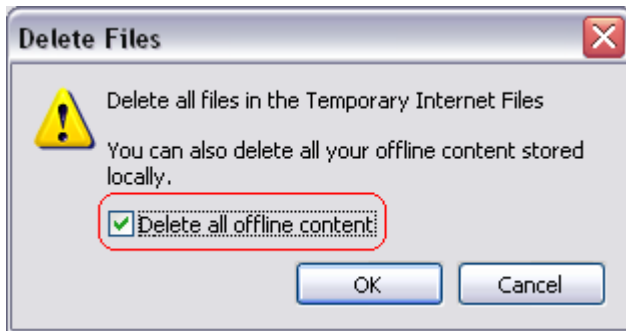 Delete Files
Delete all files in the Temporary Internet Files
You can also delete all your offline content stored
locally.
Delete all offline content
OK
Cancel